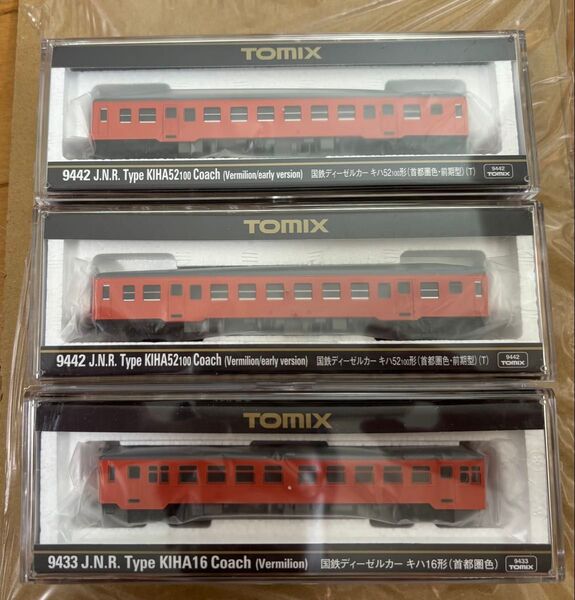 TOMIX
9442 J.N.R. Type KIHA52100 Coach (Vermilion/early version) 国鉄ディーゼルカー キハ52100形(首都圏色・前期型)(T) 9442 TOMIX
TOMIX
9442 J.N.R. Type KIHA52100 Coach (Vermilion/early version) 国鉄ディーゼルカー キハ52100形(首都圏色・前期型)(T) 9442 TOMIX
TOMIX
9433 J.N.R. Type KIHA16 Coach (Vermilion) 国鉄ディーゼルカー キハ16形(首都圏色) 9433 TOMIX